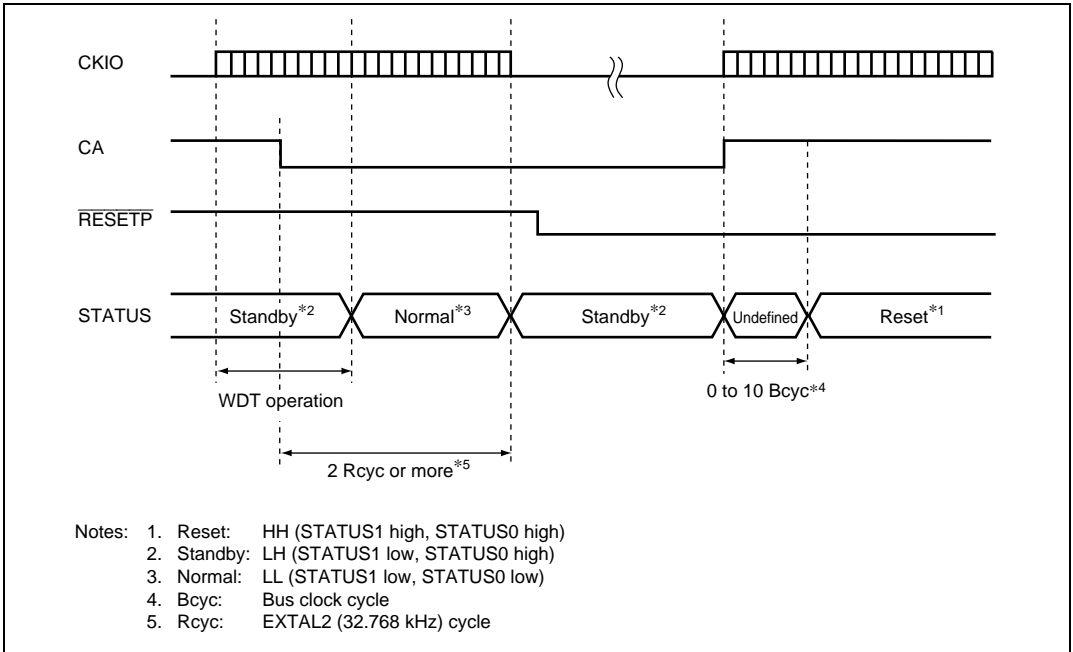 CKIO
CA
RESETP
STATUS
Standby*2 Normal*3 Standby*2 Undefined Reset*1
WDT operation
0 to 10 Bcyc*4
2 Rcyc or more*5
Notes: 1. Reset: HH (STATUS1 high, STATUS0 high)
2. Standby: LH (STATUS1 low, STATUS0 high)
3. Normal: LL (STATUS1 low, STATUS0 low)
4. Bcyc: Bus clock cycle
5. Rcyc: EXTAL2 (32.768 kHz) cycle